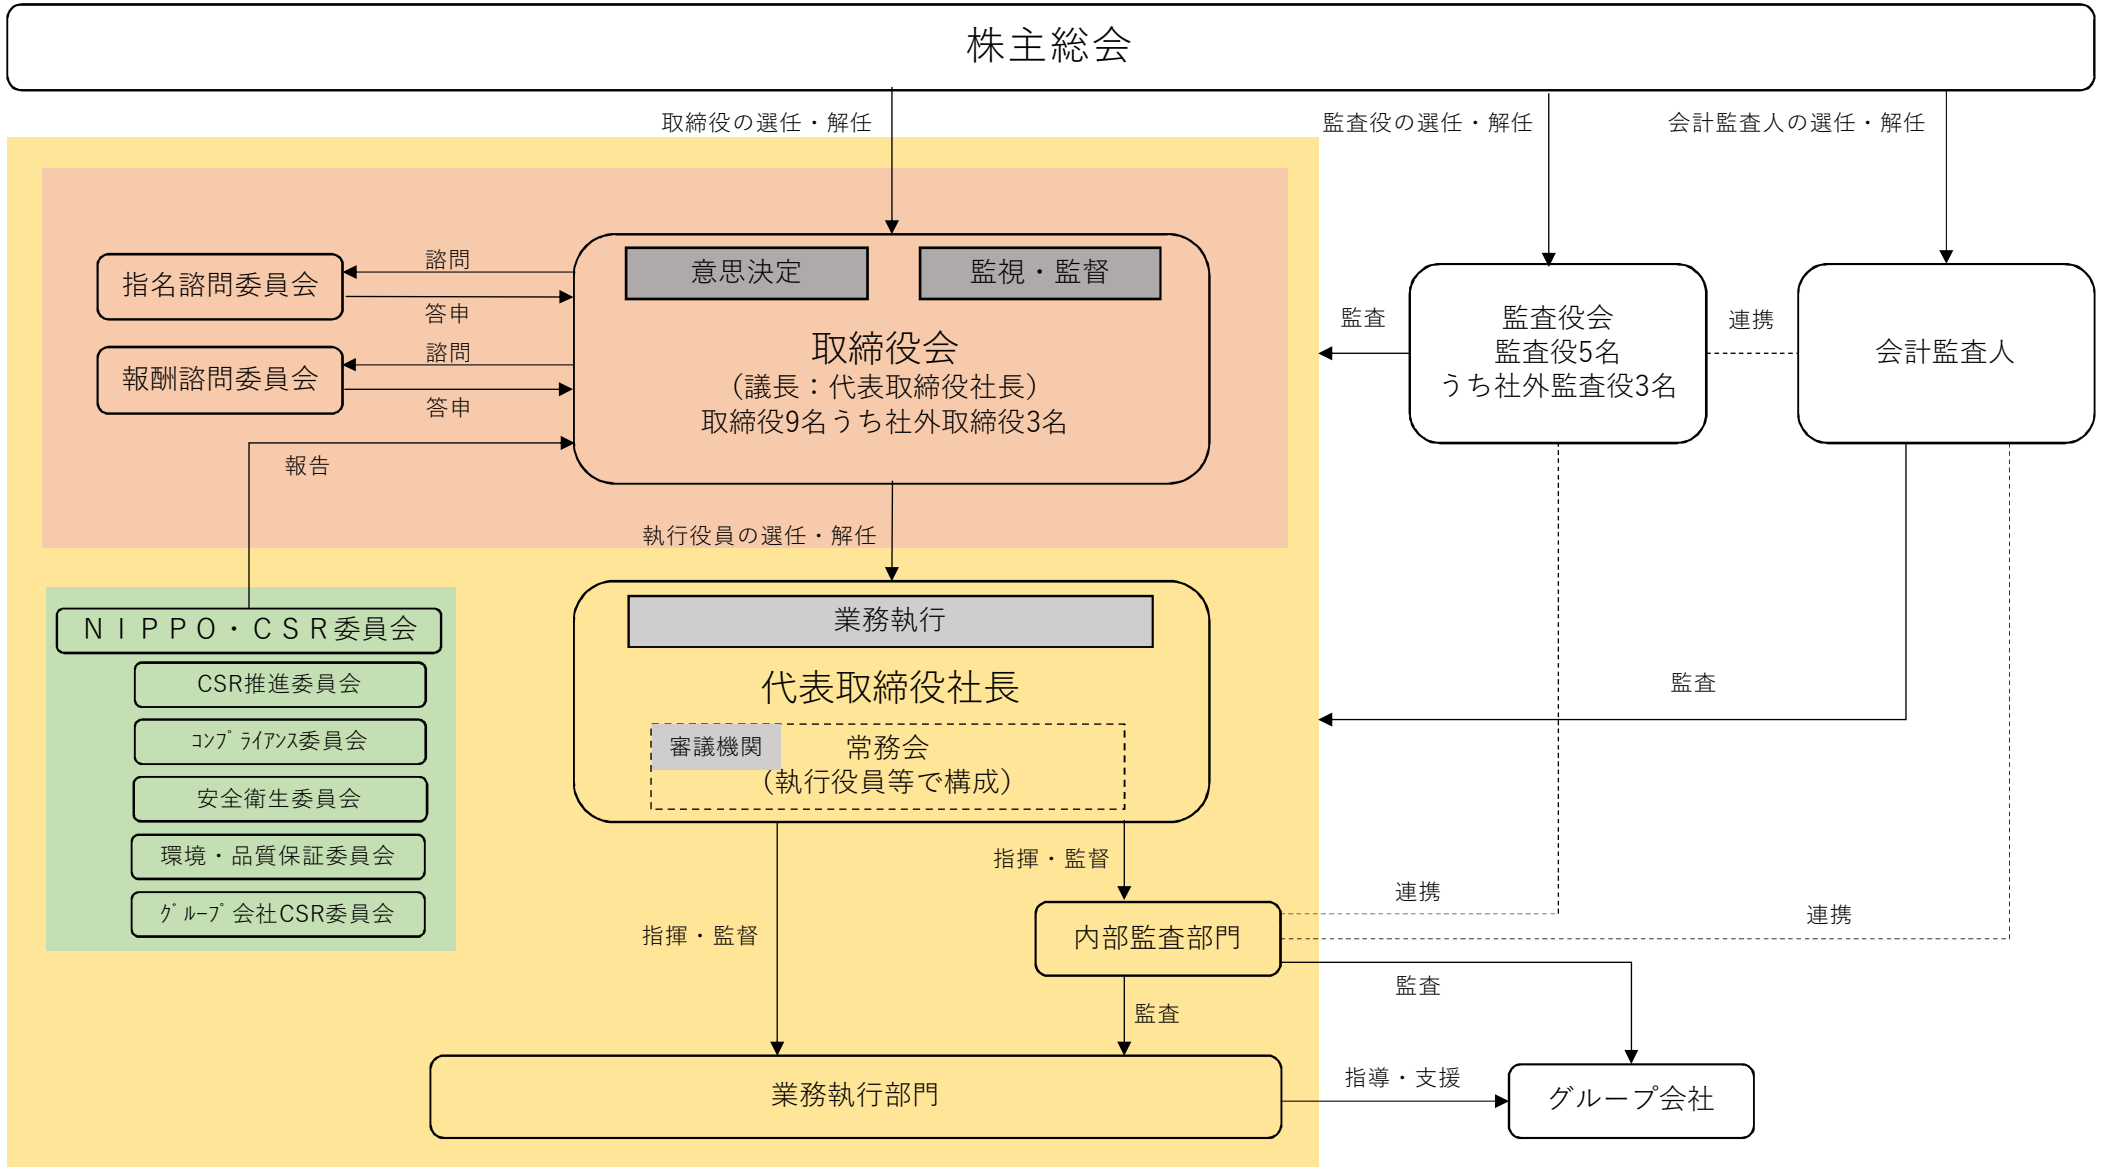 株主総会
取締役の選任・解任
監査役の選任・解任
会計監査人の選任・解任
意思決定
監視・監督
諮問
指名諮問委員会
答申
諮問
報酬諮問委員会
答申
報告
取締役会
（議長：代表取締役社長）
取締役9名うち社外取締役3名
監査
監査役会
監査役5名
うち社外監査役3名
連携
会計監査人
執行役員の選任・解任
ＮＩＰＰＯ・ＣＳＲ委員会
CSR推進委員会
ｺﾝﾌﾟﾗｲｱﾝｽ委員会
安全衛生委員会
環境・品質保証委員会
ｸﾞﾙｰﾌﾟ会社CSR委員会
業務執行
代表取締役社長
審議機関
常務会
（執行役員等で構成）
監査
指揮・監督
指揮・監督
連携
連携
内部監査部門
監査
監査
業務執行部門
指導・支援
グループ会社